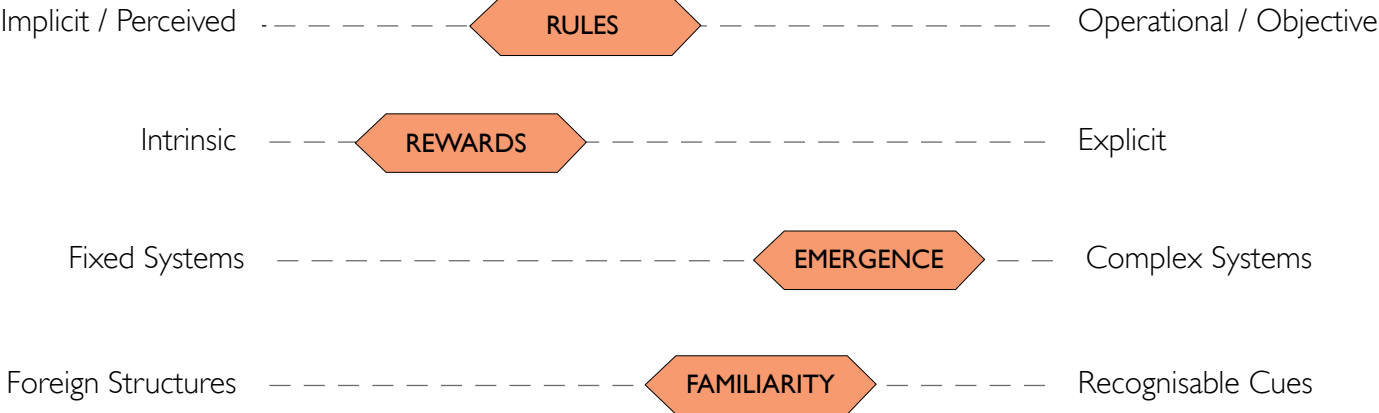 Implicit / Perceived RULES Operational / Objective
Intrinsic REWARDS Explicit
Fixed Systems EMERGENCE Complex Systems
Foreign Structures FAMILIARITY Recognisable Cues